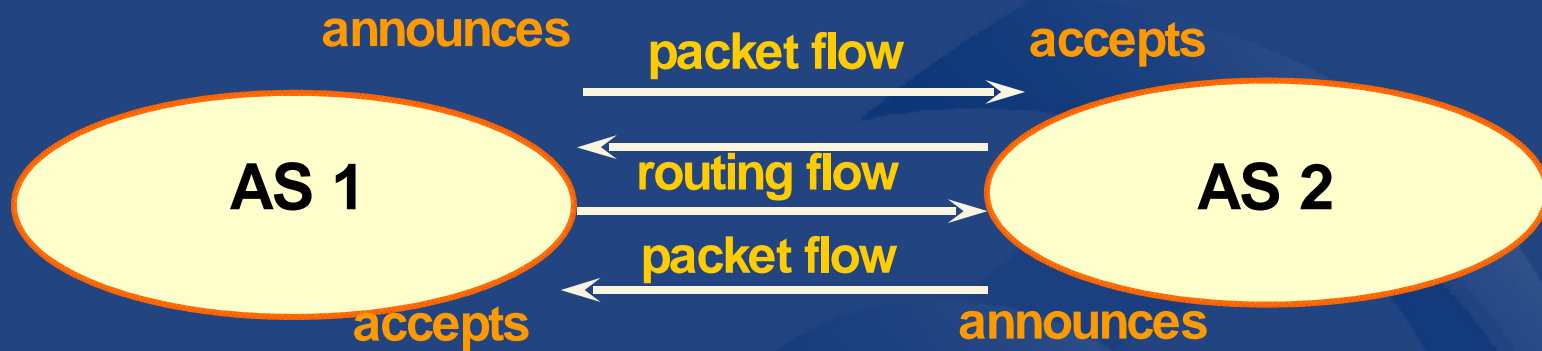 announces
packet flow
accepts
AS 1
routing flow
AS 2
packet flow
accepts
announces